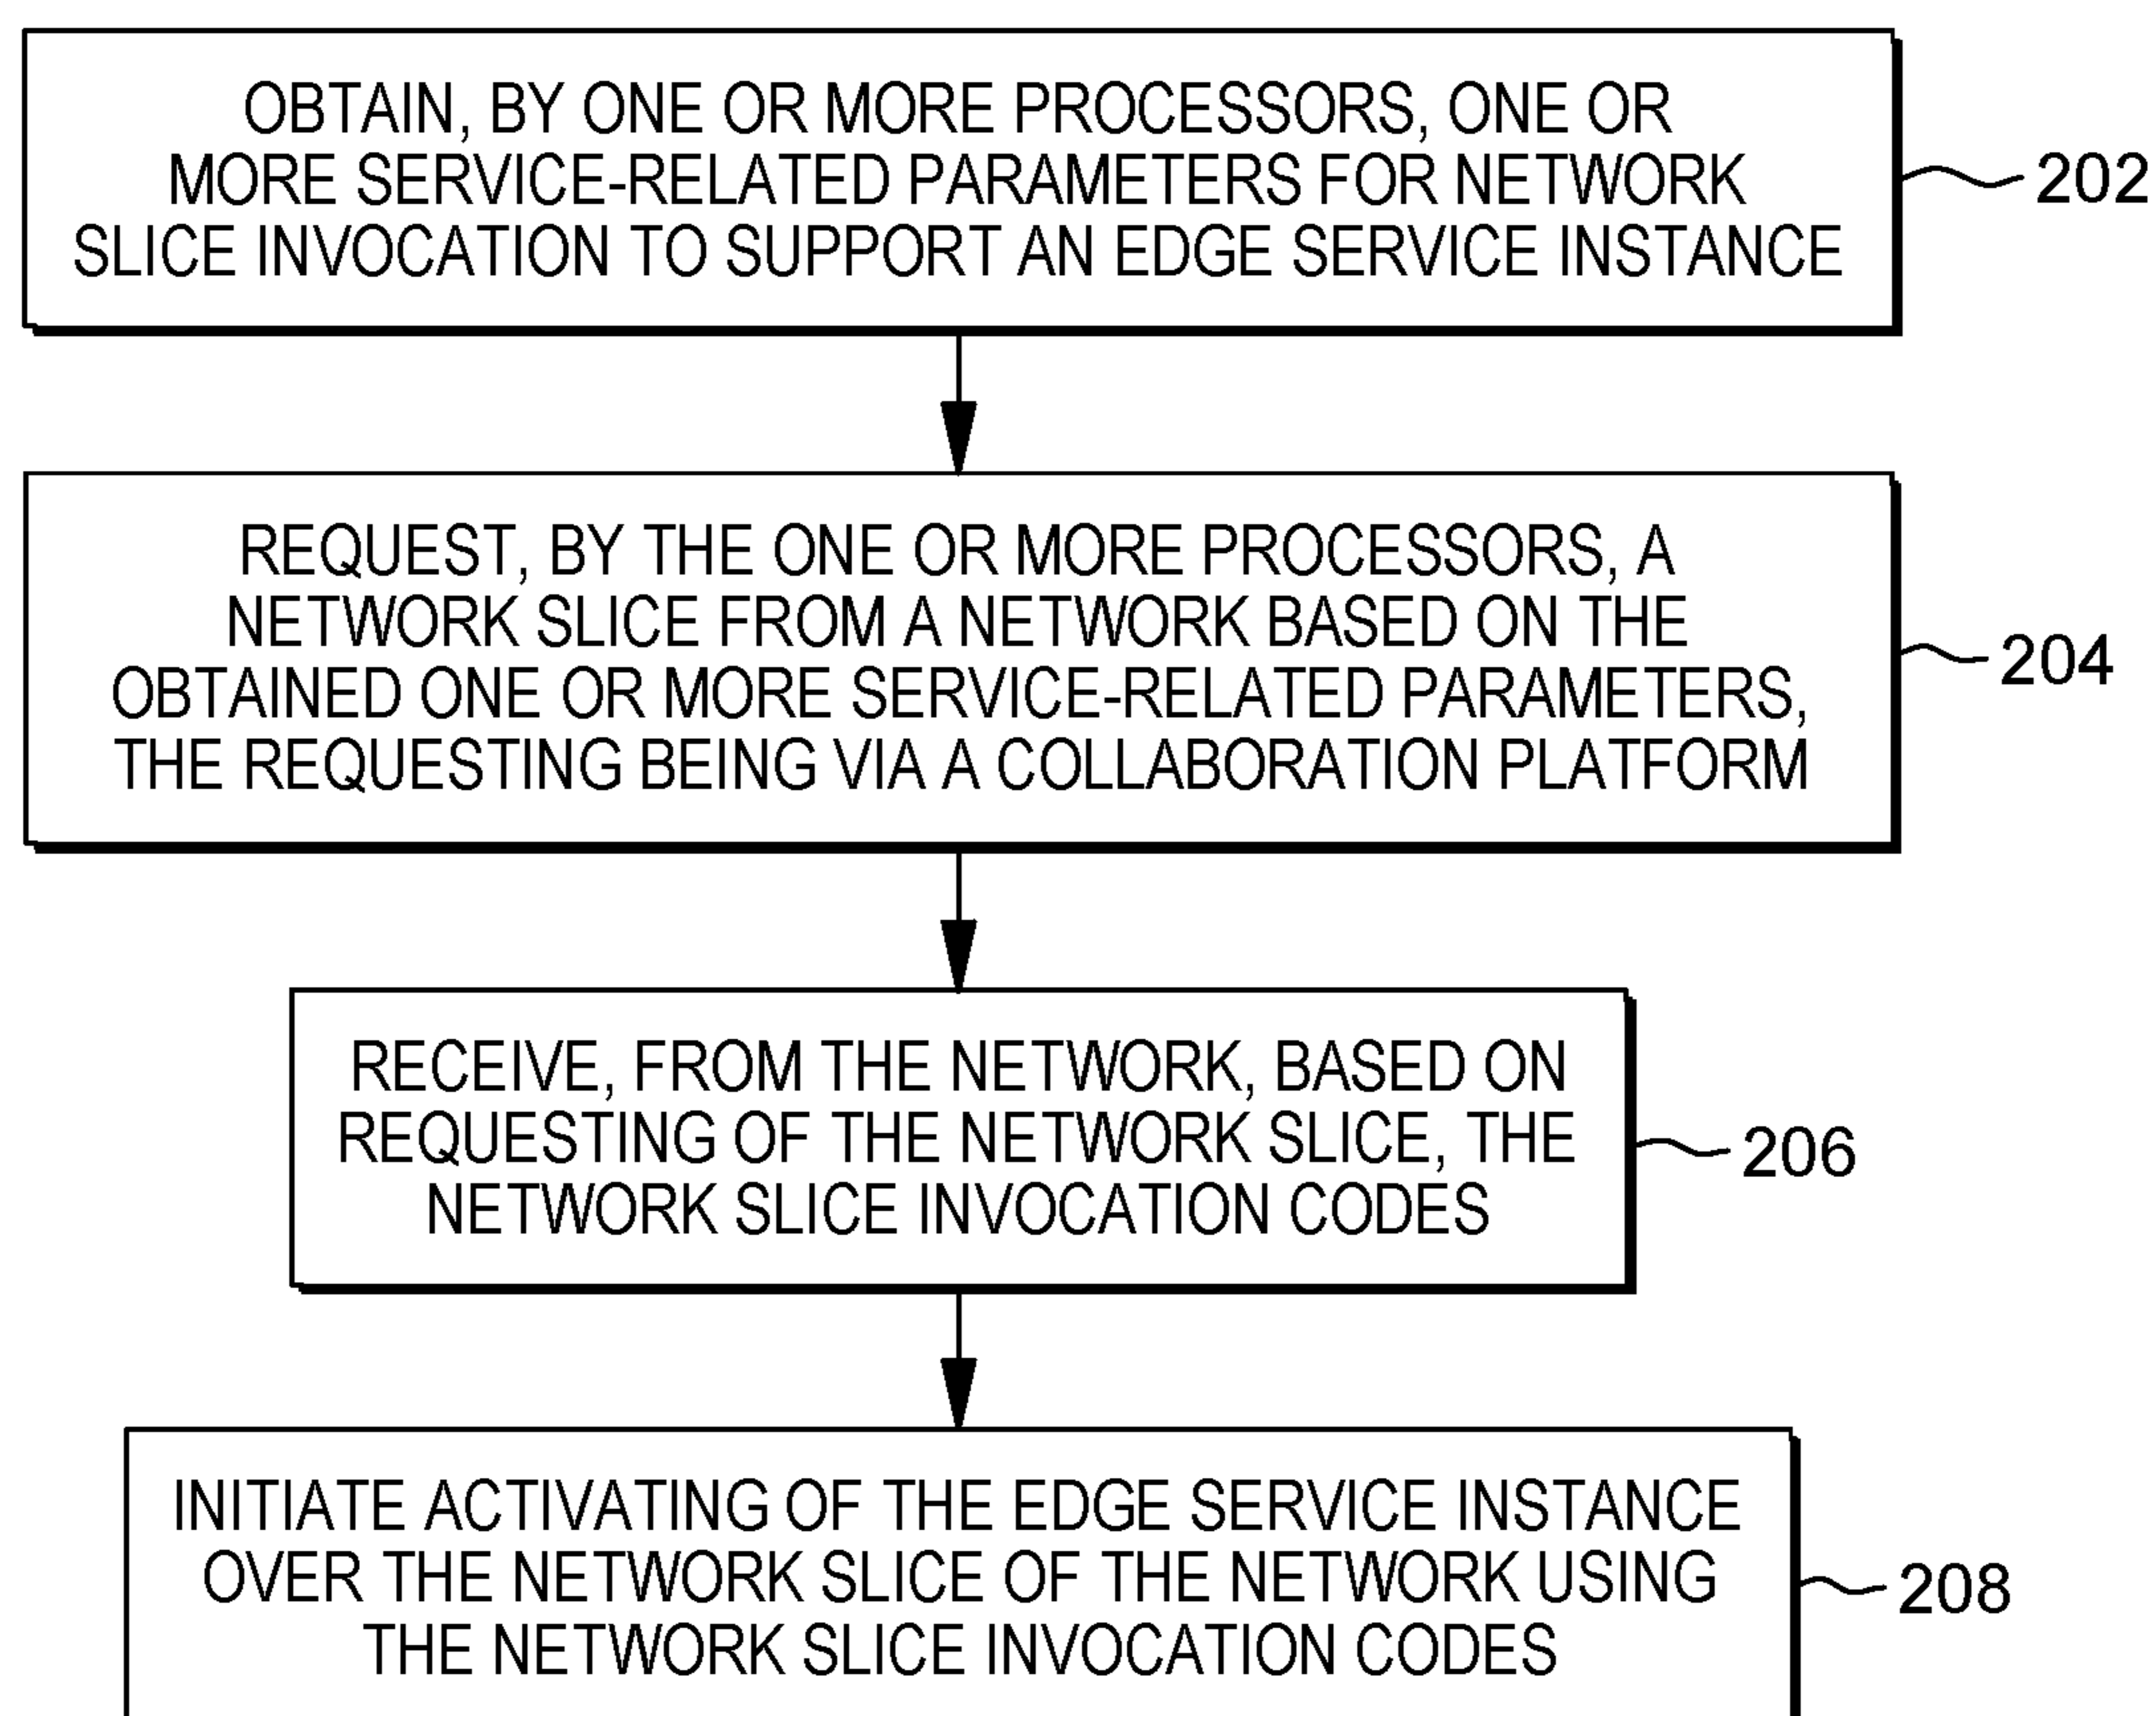 OBTAIN, BY ONE OR MORE PROCESSORS, ONE OR
MORE SERVICE-RELATED PARAMETERS FOR NETWORK
SLICE INVOCATION TO SUPPORT AN EDGE SERVICE INSTANCE
202
REQUEST, BY THE ONE OR MORE PROCESSORS, A
NETWORK SLICE FROM A NETWORK BASED ON THE
OBTAINED ONE OR MORE SERVICE-RELATED PARAMETERS,
THE REQUESTING BEING VIA A COLLABORATION PLATFORM
204
RECEIVE, FROM THE NETWORK, BASED ON
REQUESTING OF THE NETWORK SLICE, THE
NETWORK SLICE INVOCATION CODES
206
INITIATE ACTIVATING OF THE EDGE SERVICE INSTANCE
OVER THE NETWORK SLICE OF THE NETWORK USING
THE NETWORK SLICE INVOCATION CODES
208